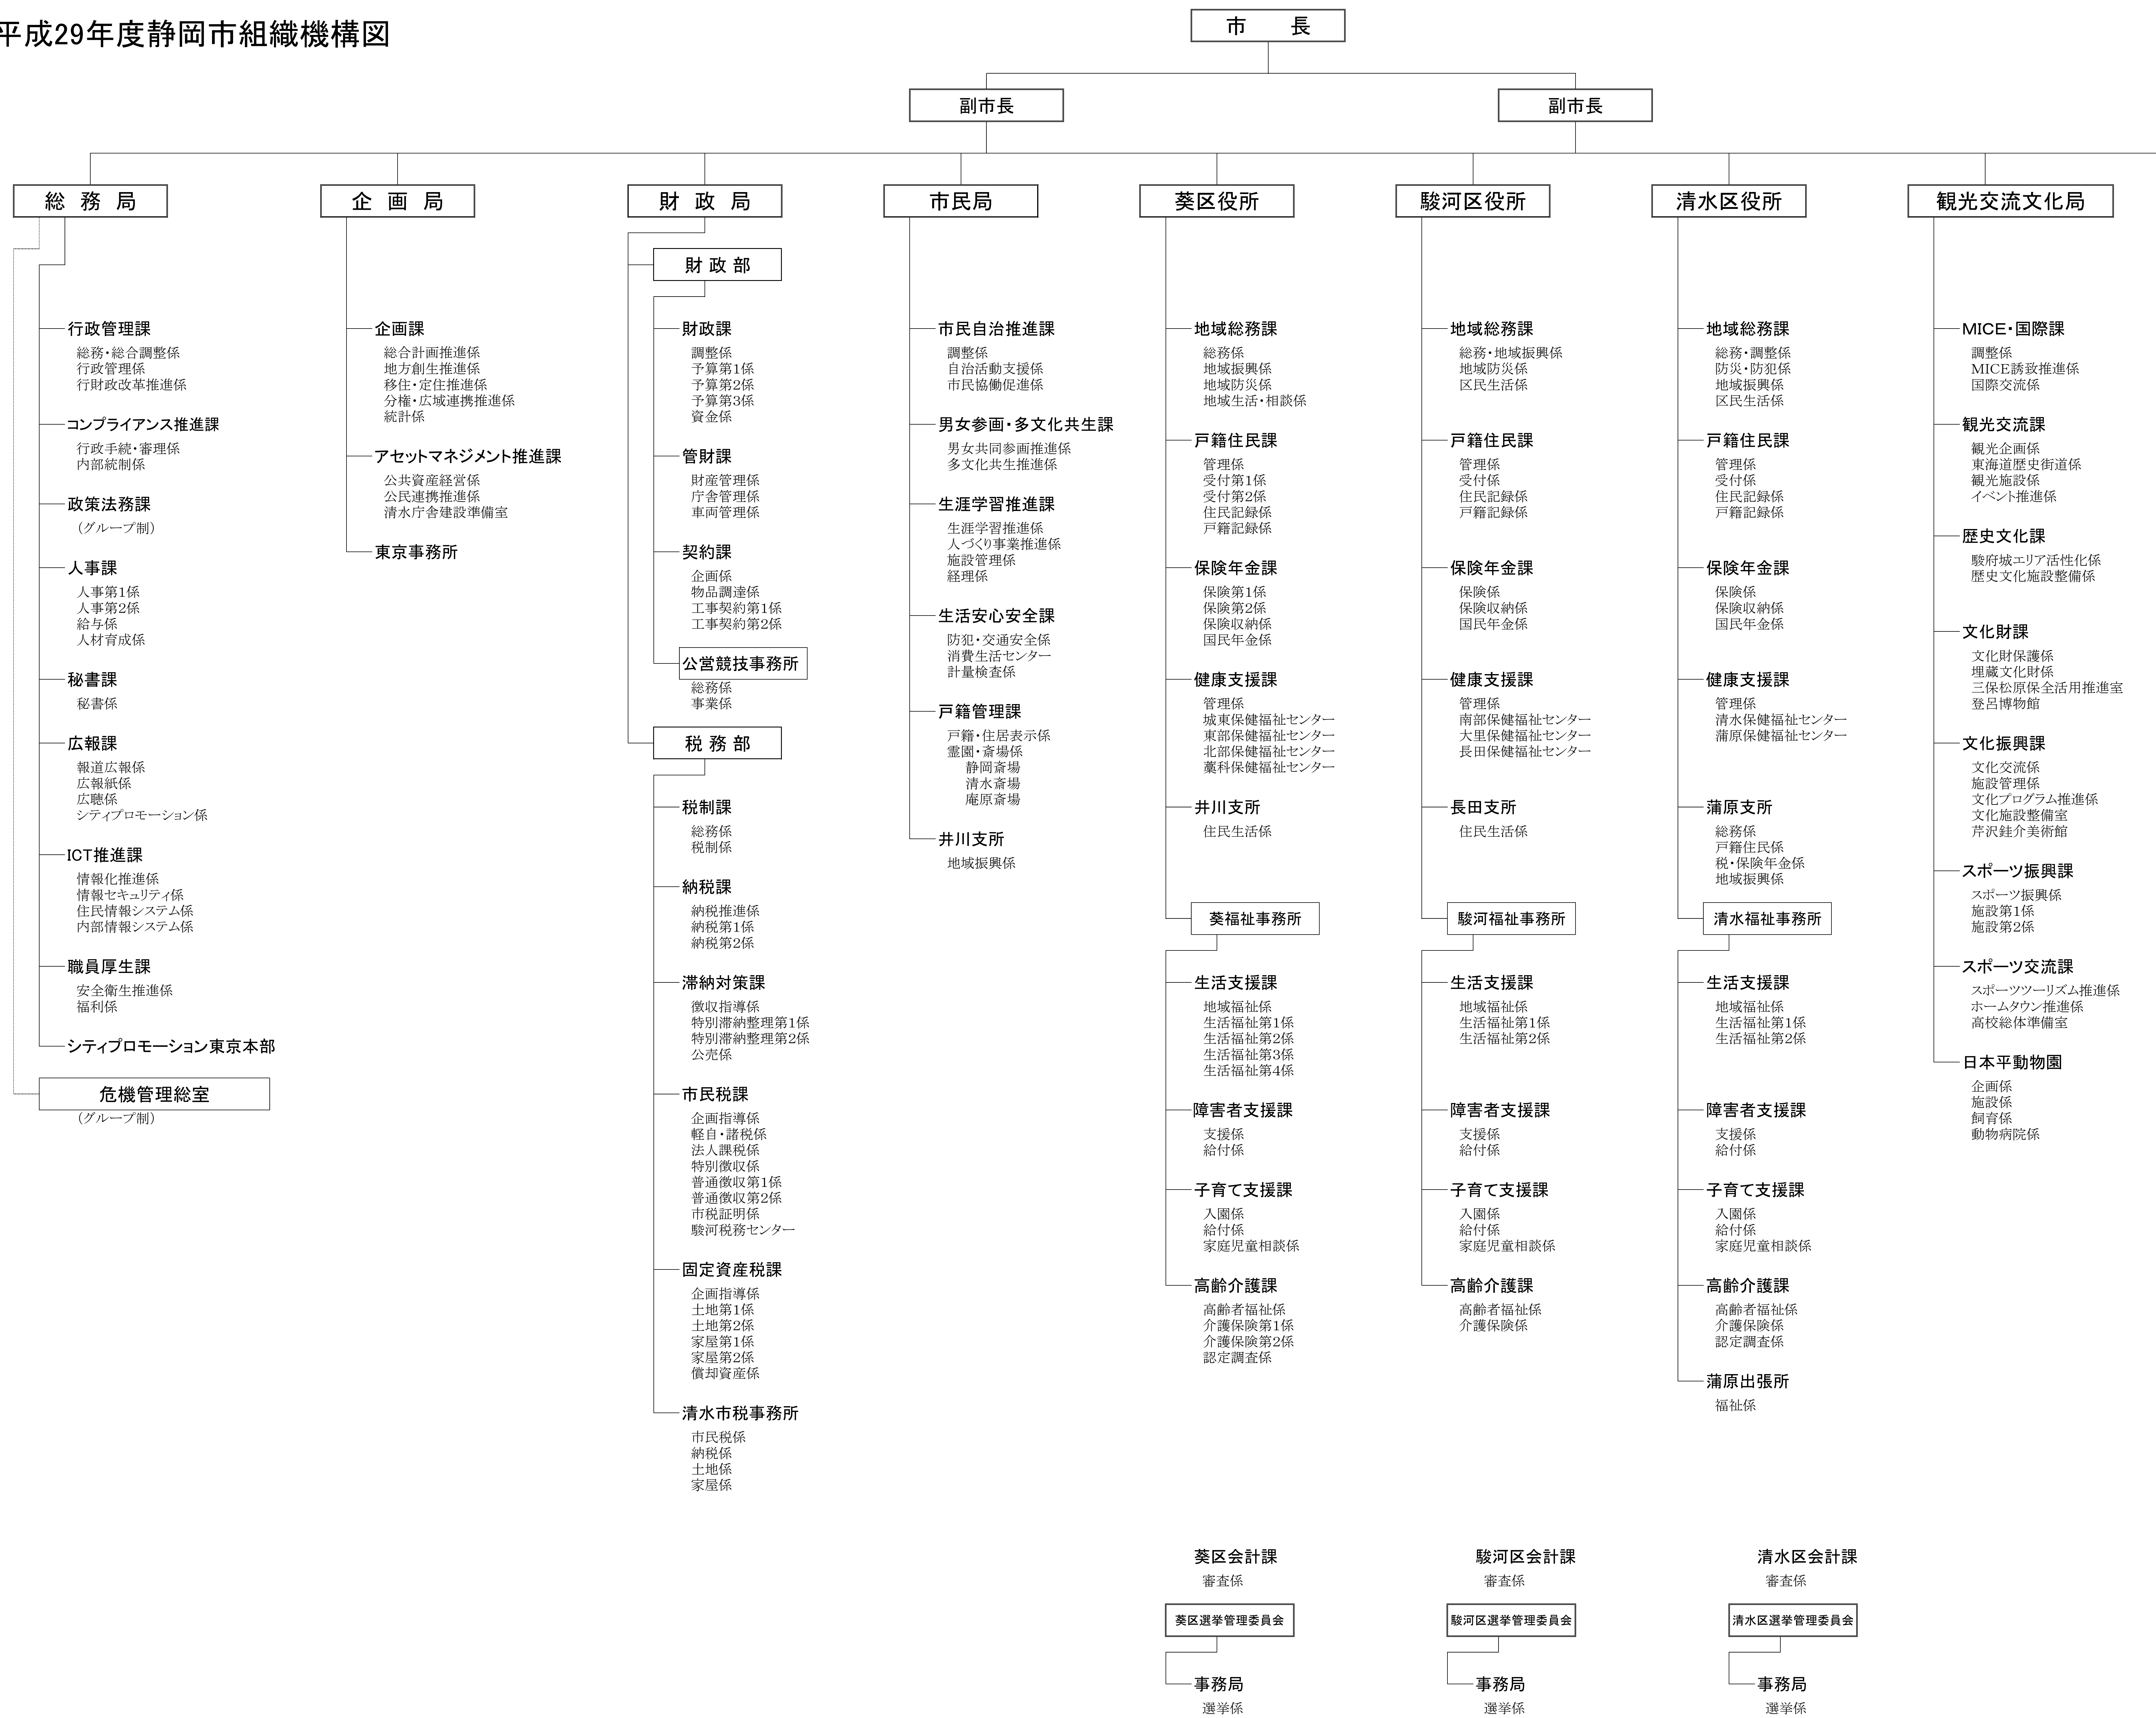 平成29年度静岡市組織機構図
市　　長
副市長
副市長
総　務　局
行政管理課
総務・総合調整係
行政管理係
行財政改革推進係
コンプライアンス推進課
行政手続・審理係
内部統制係
政策法務課
（グループ制）
人事課
人事第1係
人事第2係
給与係
人材育成係
秘書課
秘書係
広報課
報道広報係
広報紙係
広聴係
シティプロモーション係
ICT推進課
情報化推進係
情報セキュリティ係
住民情報システム係
内部情報システム係
職員厚生課
安全衛生推進係
福利係
シティプロモーション東京本部
危機管理総室
（グループ制）
企　画　局
企画課
総合計画推進係
地方創生推進係
移住・定住推進係
分権・広域連携推進係
統計係
アセットマネジメント推進課
公共資産経営係
公民連携推進係
清水庁舎建設準備室
東京事務所
財　政　局
財 政 部
財政課
調整係
予算第1係
予算第2係
予算第3係
資金係
管財課
財産管理係
庁舎管理係
車両管理係
契約課
企画係
物品調達係
工事契約第1係
工事契約第2係
公営競技事務所
総務係
事業係
税 務 部
税制課
総務係
税制係
納税課
納税推進係
納税第1係
納税第2係
滞納対策課
徴収指導係
特別滞納整理第1係
特別滞納整理第2係
公売係
市民税課
企画指導係
軽自・諸税係
法人課税係
特別徴収係
普通徴収第1係
普通徴収第2係
市税証明係
駿河税務センター
固定資産税課
企画指導係
土地第1係
土地第2係
家屋第1係
家屋第2係
償却資産係
清水市税事務所
市民税係
納税係
土地係
家屋係
市民局
市民自治推進課
調整係
自治活動支援係
市民協働促進係
男女参画・多文化共生課
男女共同参画推進係
多文化共生推進係
生涯学習推進課
生涯学習推進係
人づくり事業推進係
施設管理係
経理係
生活安心安全課
防犯・交通安全係
消費生活センター
計量検査係
戸籍管理課
戸籍・住居表示係
霊園・斎場係
静岡斎場
清水斎場
庵原斎場
井川支所
地域振興係
葵区役所
地域総務課
総務係
地域振興係
地域防災係
地域生活・相談係
戸籍住民課
管理係
受付第1係
受付第2係
住民記録係
戸籍記録係
保険年金課
保険第1係
保険第2係
保険収納係
国民年金係
健康支援課
管理係
城東保健福祉センター
東部保健福祉センター
北部保健福祉センター
藁科保健福祉センター
井川支所
住民生活係
葵福祉事務所
生活支援課
地域福祉係
生活福祉第1係
生活福祉第2係
生活福祉第3係
生活福祉第4係
障害者支援課
支援係
給付係
子育て支援課
入園係
給付係
家庭児童相談係
高齢介護課
高齢者福祉係
介護保険第1係
介護保険第2係
認定調査係
駿河区役所
地域総務課
総務・地域振興係
地域防災係
区民生活係
戸籍住民課
管理係
受付係
住民記録係
戸籍記録係
保険年金課
保険係
保険収納係
国民年金係
健康支援課
管理係
南部保健福祉センター
大里保健福祉センター
長田保健福祉センター
長田支所
住民生活係
駿河福祉事務所
生活支援課
地域福祉係
生活福祉第1係
生活福祉第2係
障害者支援課
支援係
給付係
子育て支援課
入園係
給付係
家庭児童相談係
高齢介護課
高齢者福祉係
介護保険係
清水区役所
地域総務課
総務・調整係
防災・防犯係
地域振興係
区民生活係
戸籍住民課
管理係
受付係
住民記録係
戸籍記録係
保険年金課
保険係
保険収納係
国民年金係
健康支援課
管理係
清水保健福祉センター
蒲原保健福祉センター
蒲原支所
総務係
戸籍住民係
税・保険年金係
地域振興係
清水福祉事務所
生活支援課
地域福祉係
生活福祉第1係
生活福祉第2係
障害者支援課
支援係
給付係
子育て支援課
入園係
給付係
家庭児童相談係
高齢介護課
高齢者福祉係
介護保険係
認定調査係
蒲原出張所
福祉係
観光交流文化局
MICE・国際課
調整係
MICE誘致推進係
国際交流係
観光交流課
観光企画係
東海道歴史街道係
観光施設係
イベント推進係
歴史文化課
駿府城エリア活性化係
歴史文化施設整備係
文化財課
文化財保護係
埋蔵文化財係
三保松原保全活用推進室
登呂博物館
文化振興課
文化交流係
施設管理係
文化プログラム推進係
文化施設整備室
芹沢銈介美術館
スポーツ振興課
スポーツ振興係
施設第1係
施設第2係
スポーツ交流課
スポーツツーリズム推進係
ホームタウン推進係
高校総体準備室
日本平動物園
企画係
施設係
飼育係
動物病院係
葵区会計課
審査係
葵区選挙管理委員会
事務局
選挙係
駿河区会計課
審査係
駿河区選挙管理委員会
事務局
選挙係
清水区会計課
審査係
清水区選挙管理委員会
事務局
選挙係